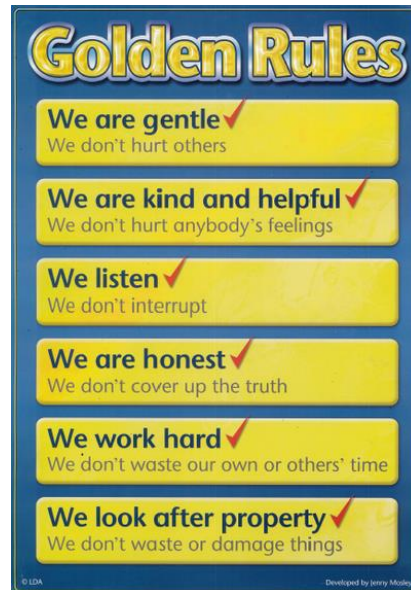 Golden Rules
We are gentle
We don't hurt others
We are kind and helpful
We don't hurt anybody's feelings
We listen
We don't interrupt
We are honest
We don't cover up the truth
We work hard
We don't waste our own or others' time
We look after property
We don't waste or damage things
© LDA
Developed by Jenny Mosley